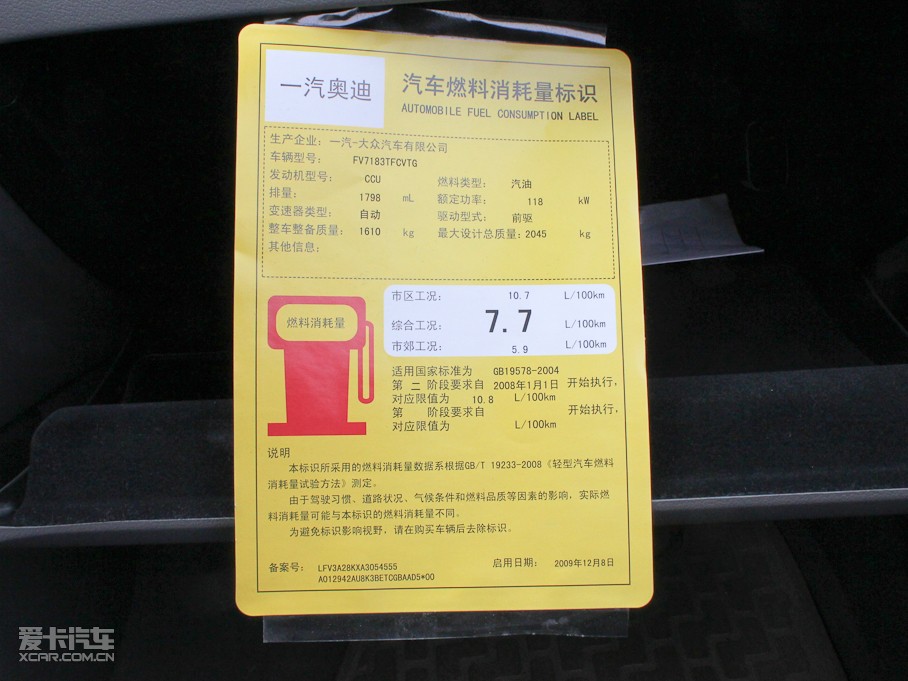 一汽奥迪
汽车燃料消耗量标识
AUTOMOBILE FUEL CONSUMPTION LABEL
生产企业: 一汽-大众汽车有限公司
车辆型号: FV7183TFCVTG
发动机型号: CCU 燃料类型: 汽油
排量: 1798 mL 额定功率: 118 kW
变速器类型: 自动 驱动型式: 前驱
整车整备质量: 1610 kg 最大设计总质量: 2045 kg
其他信息:
燃料消耗量
市区工况: 10.7 L/100km
综合工况: 7.7 L/100km
市郊工况: 5.9 L/100km
适用国家标准为 GB19578-2004
第 二 阶段要求自 2008年1月1日 开始执行,
对应限值为 10.8 L/100km
第 阶段要求自 开始执行,
对应限值为 L/100km
说明
本标识所采用的燃料消耗量数据系根据GB/T 19233-2008《轻型汽车燃料
消耗量试验方法》测定。
由于驾驶习惯、道路状况、气候条件和燃料品质等因素的影响, 实际燃
料消耗量可能与本标识的燃料消耗量不同。
为避免标识影响视野, 请在购买车辆后去除标识。
备案号: LFV3A28KXA3054555 启用日期: 2009年12月8日
A012942AU8K3BETCGBAAD5*00
爱卡汽车
XCAR.COM.CN